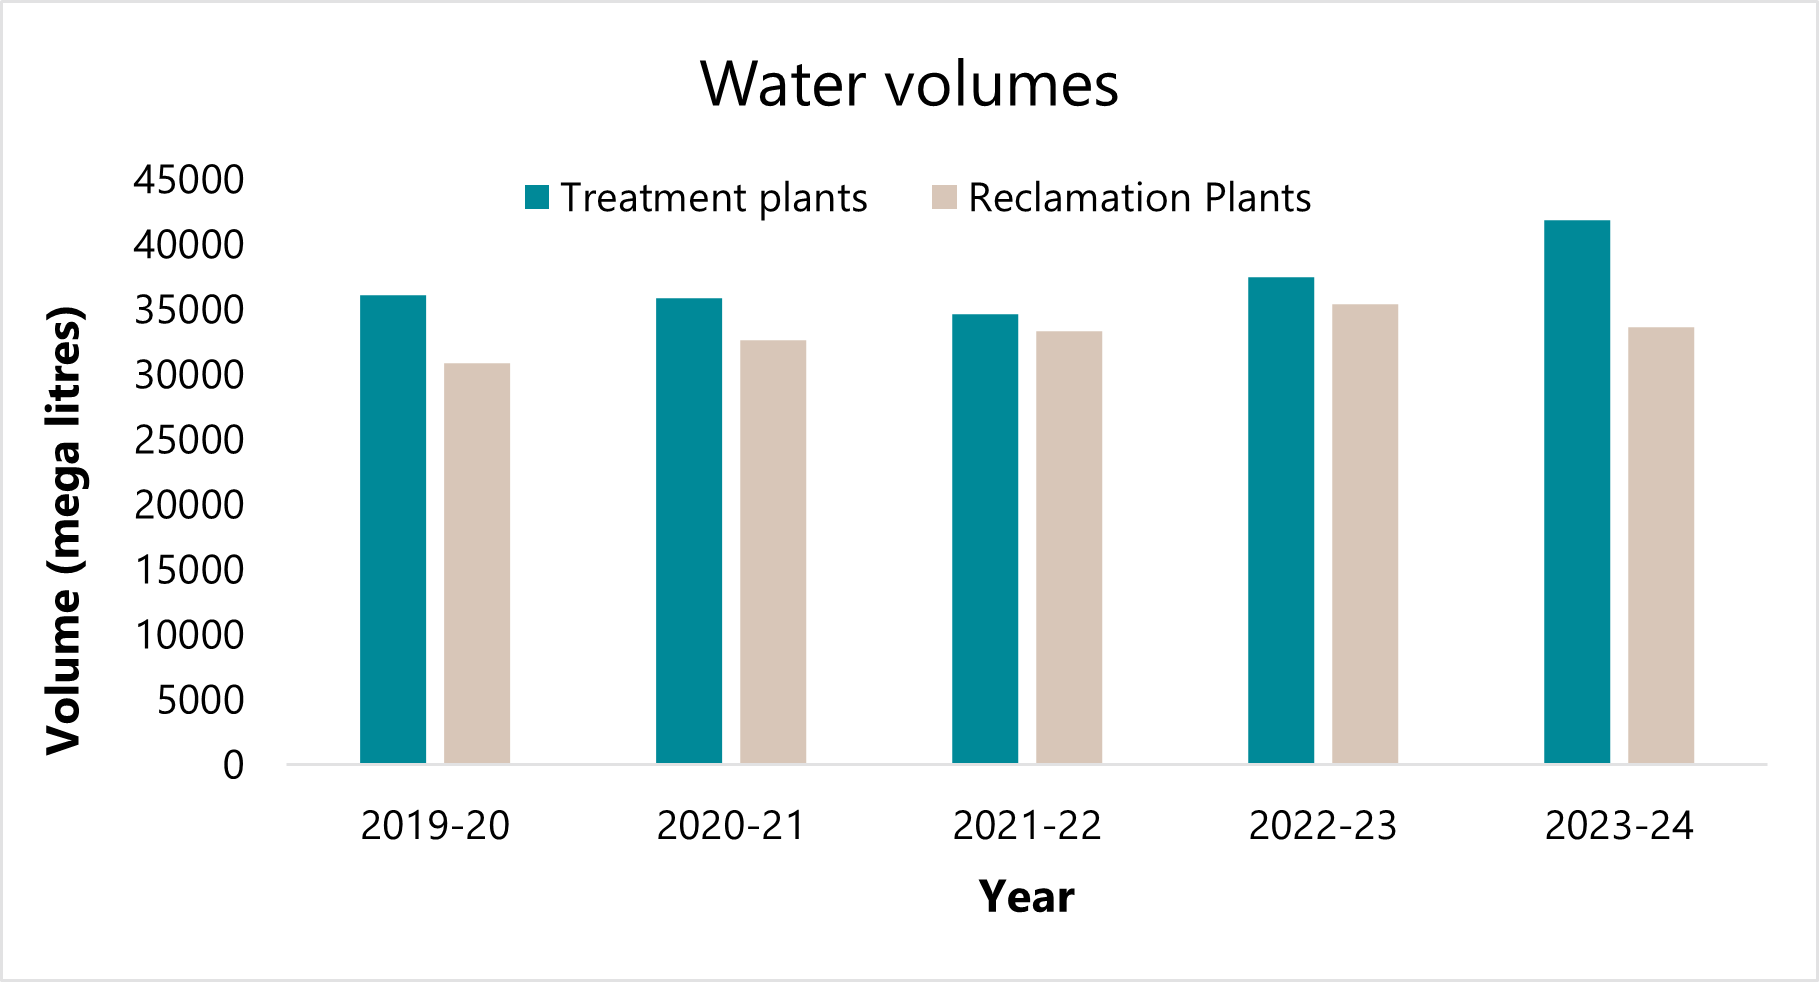 Water volumes
Treatment plants Reclamation Plants
45000
40000
35000
30000
25000
20000
15000
10000
5000
0
Volume (mega litres)
2019-20 2020-21 2021-22 2022-23 2023-24
Year